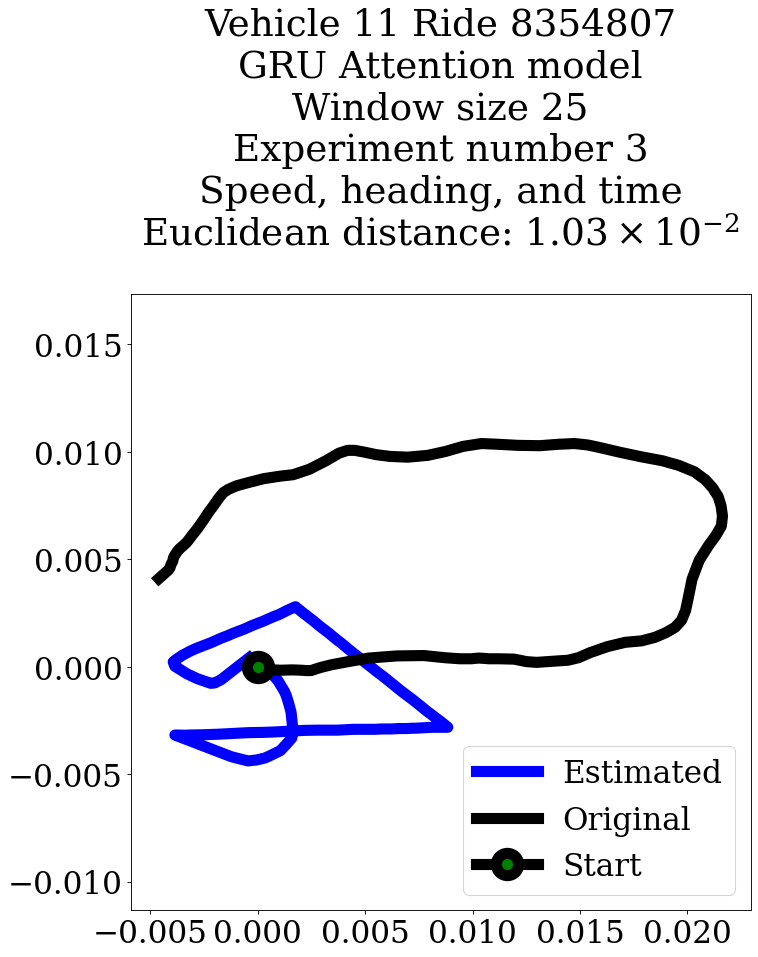 Vehicle 11 Ride 8354807
GRU Attention model
Window size 25
Experiment number 3
Speed, heading, and time
Euclidean distance: 1.03 × 10⁻²
0.015
0.010
0.005
0.000
−0.005
−0.010
Estimated
Original
Start
−0.005 0.000 0.005 0.010 0.015 0.020